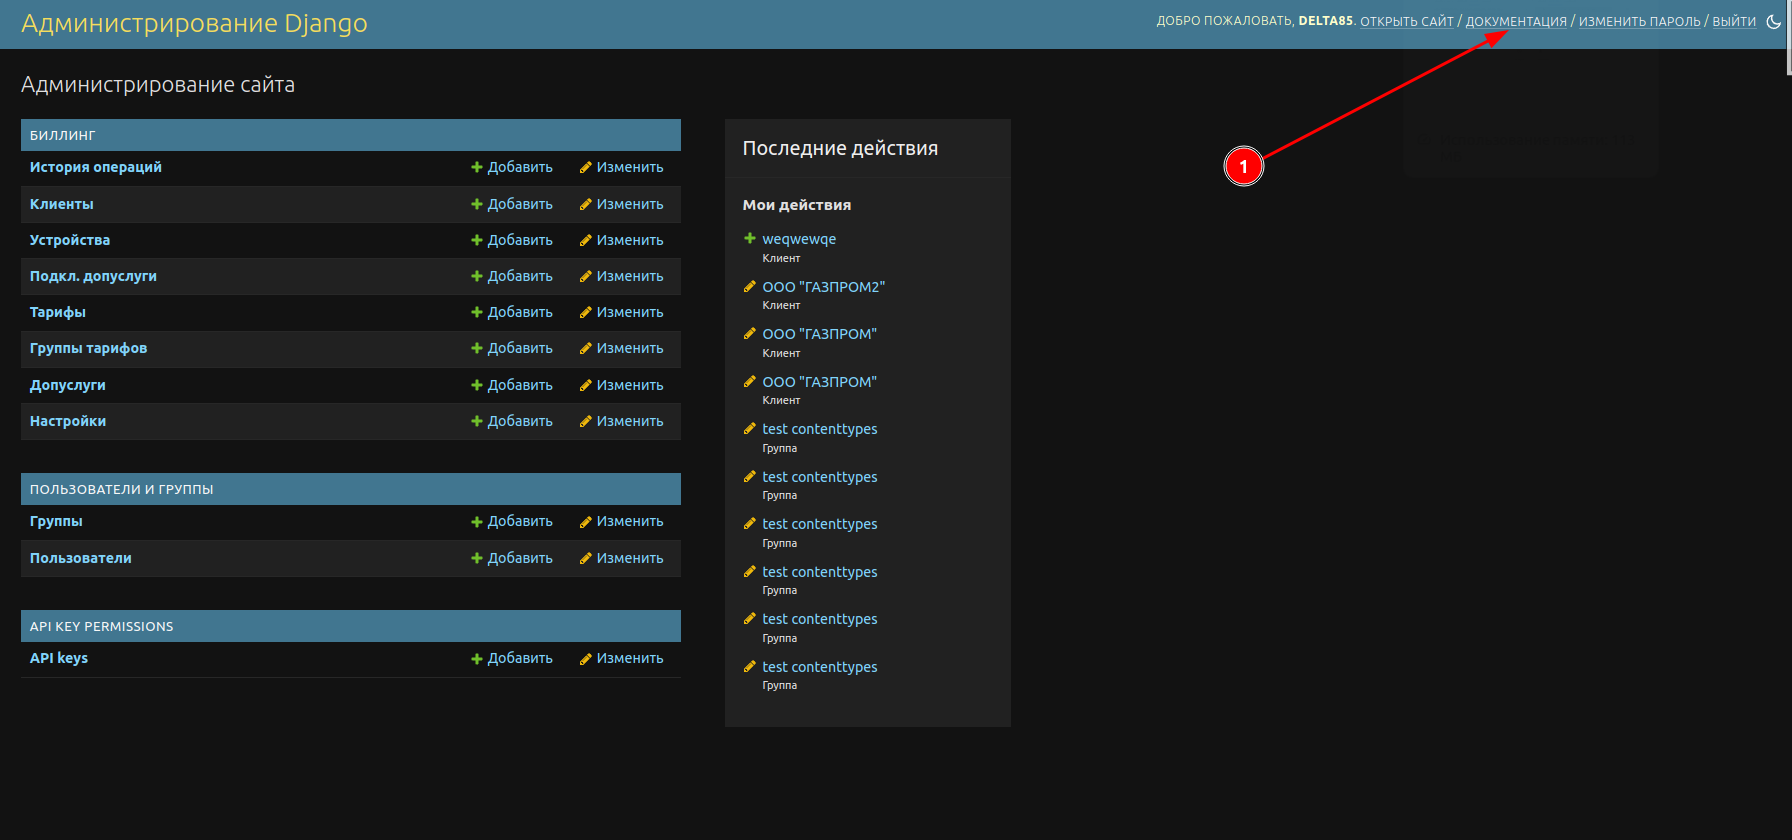 Администрирование Django
ДОБРО ПОЖАЛОВАТЬ, DELTA85. ОТКРЫТЬ САЙТ / ДОКУМЕНТАЦИЯ / ИЗМЕНИТЬ ПАРОЛЬ / ВЫЙТИ
Администрирование сайта
БИЛЛИНГ
История операций Добавить Изменить
Клиенты Добавить Изменить
Устройства Добавить Изменить
Подкл. допуслуги Добавить Изменить
Тарифы Добавить Изменить
Группы тарифов Добавить Изменить
Допуслуги Добавить Изменить
Настройки Добавить Изменить
ПОЛЬЗОВАТЕЛИ И ГРУППЫ
Группы Добавить Изменить
Пользователи Добавить Изменить
API KEY PERMISSIONS
API keys Добавить Изменить
Последние действия
Мои действия
weqwewqe
Клиент
ООО "ГАЗПРОМ2"
Клиент
ООО "ГАЗПРОМ"
Клиент
ООО "ГАЗПРОМ"
Клиент
test contenttypes
Группа
test contenttypes
Группа
test contenttypes
Группа
test contenttypes
Группа
test contenttypes
Группа
test contenttypes
Группа
1